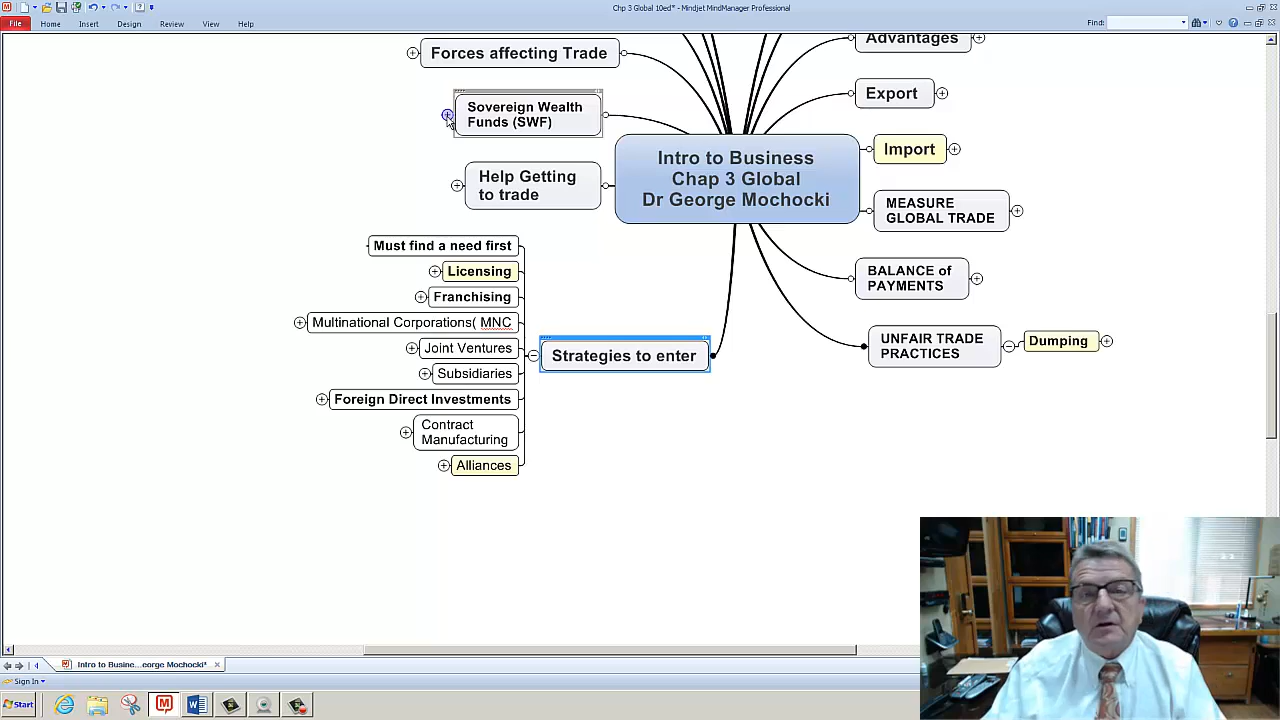 Chp 3 Global 10ed* - Mindjet MindManager Professional
File Home Insert Design Review View Help Find:
Forces affecting Trade
Sovereign Wealth
Funds (SWF)
Help Getting
to trade
Must find a need first
Licensing
Franchising
Multinational Corporations( MNC
Joint Ventures
Subsidiaries
Foreign Direct Investments
Contract
Manufacturing
Alliances
Strategies to enter
Intro to Business
Chap 3 Global
Dr George Mochocki
Advantages
Export
Import
MEASURE
GLOBAL TRADE
BALANCE of
PAYMENTS
UNFAIR TRADE
PRACTICES
Dumping
Intro to Busine...eorge Mochocki*
Sign In
Start